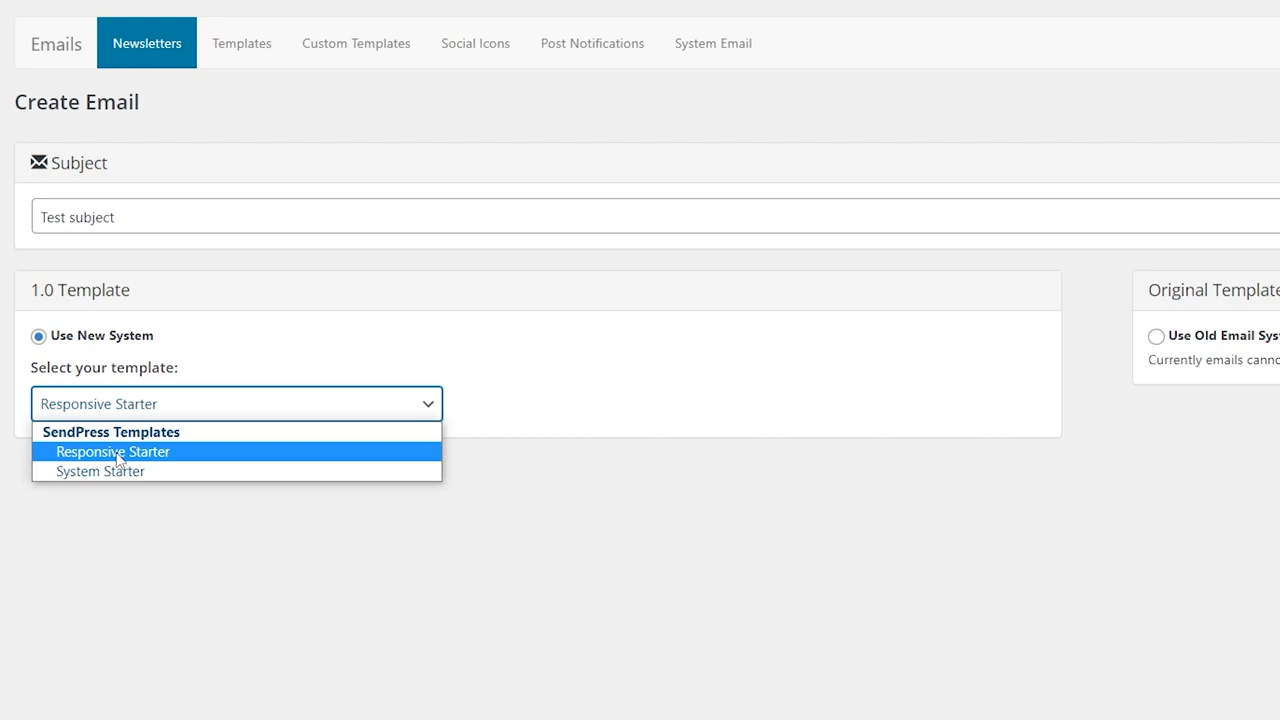 Emails Newsletters Templates Custom Templates Social Icons Post Notifications System Email
Create Email
Subject
Test subject
1.0 Template
Original Template
Use New System
Use Old Email Sys
Select your template:
Currently emails canno
Responsive Starter
SendPress Templates
Responsive Starter
System Starter